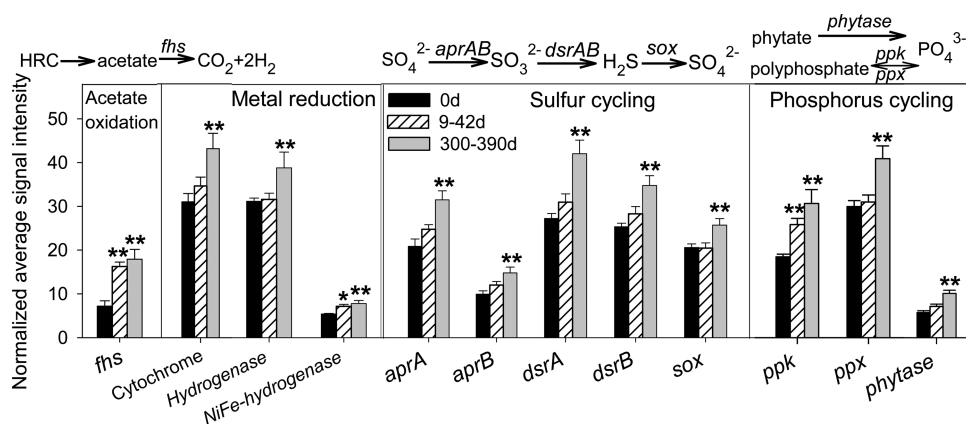 HRC acetate fhs CO2+2H2
SO4 2- aprAB SO3 2- dsrAB H2S sox SO4 2-
phytate phytase PO4 3-
polyphosphate ppk ppx
Acetate oxidation
Metal reduction
Sulfur cycling
Phosphorus cycling
0d
9-42d
300-390d
Normalized average signal intensity
50
40
30
20
10
0
** **
**
**
* **
**
**
**
**
**
** **
**
**
fhs
Cytochrome
Hydrogenase
NiFe-hydrogenase
aprA
aprB
dsrA
dsrB
sox
ppk
ppx
phytase